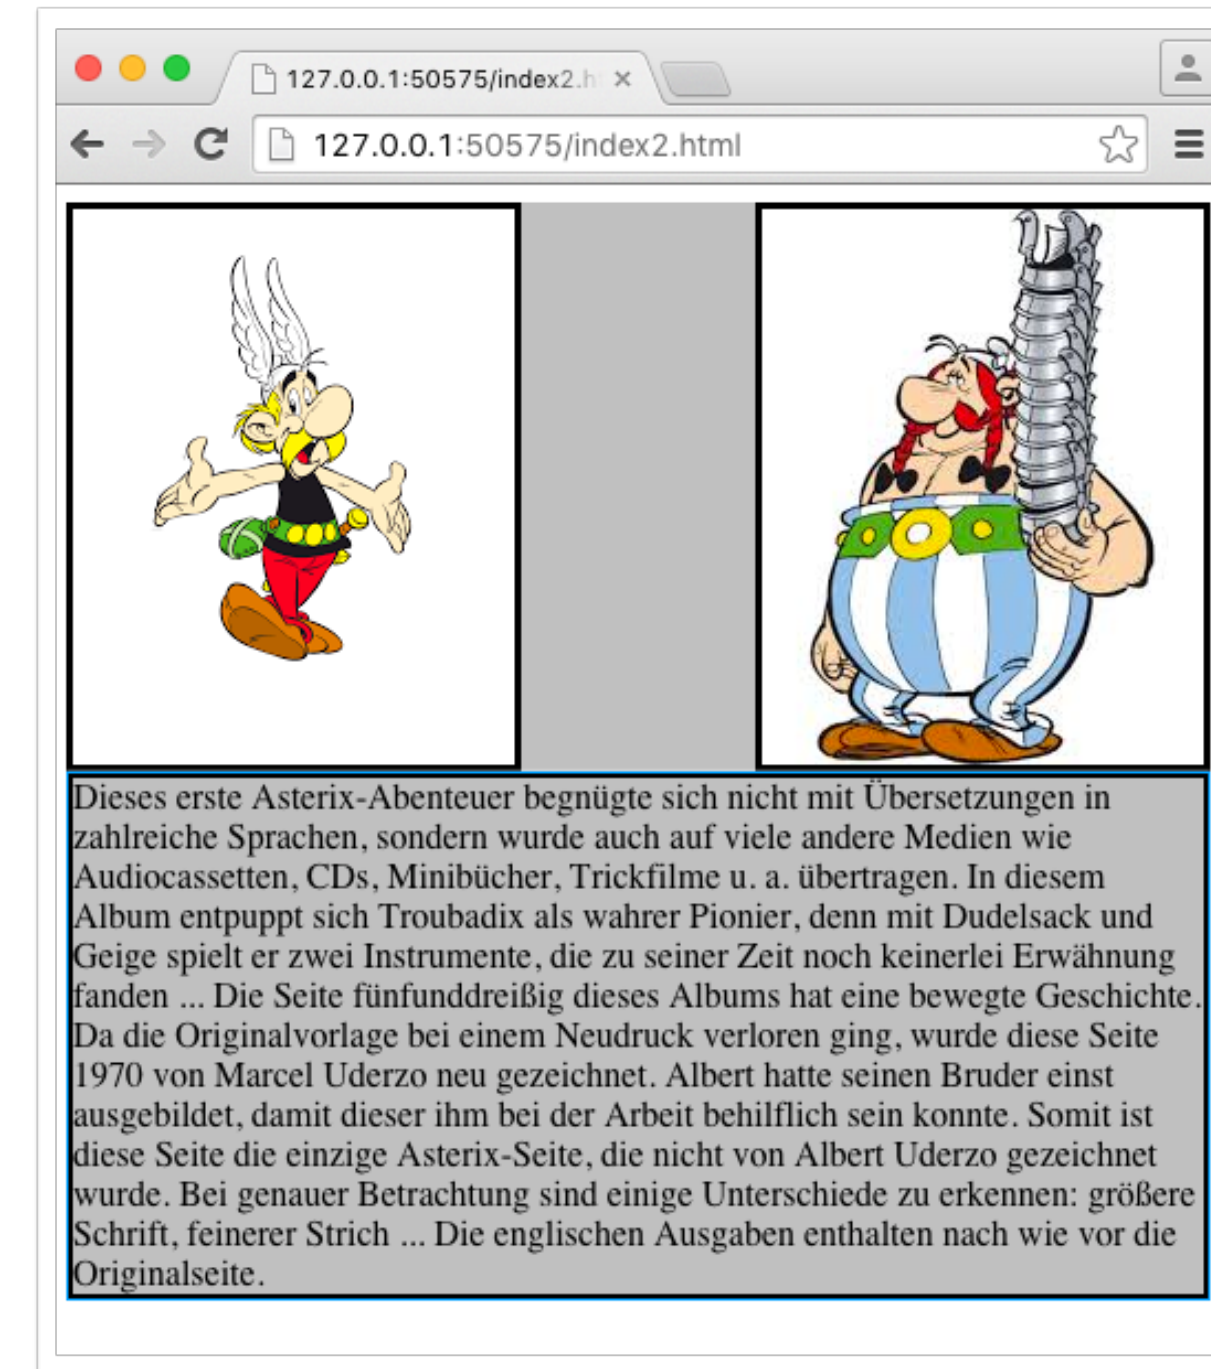 127.0.0.1:50575/index2.h
127.0.0.1:50575/index2.html
Dieses erste Asterix-Abenteuer begnügte sich nicht mit Übersetzungen in
zahlreiche Sprachen, sondern wurde auch auf viele andere Medien wie
Audiocassetten, CDs, Minibücher, Trickfilme u. a. übertragen. In diesem
Album entpuppt sich Troubadix als wahrer Pionier, denn mit Dudelsack und
Geige spielt er zwei Instrumente, die zu seiner Zeit noch keinerlei Erwähnung
fanden ... Die Seite fünfunddreißig dieses Albums hat eine bewegte Geschichte.
Da die Originalvorlage bei einem Neudruck verloren ging, wurde diese Seite
1970 von Marcel Uderzo neu gezeichnet. Albert hatte seinen Bruder einst
ausgebildet, damit dieser ihm bei der Arbeit behilflich sein konnte. Somit ist
diese Seite die einzige Asterix-Seite, die nicht von Albert Uderzo gezeichnet
wurde. Bei genauer Betrachtung sind einige Unterschiede zu erkennen: größere
Schrift, feinerer Strich ... Die englischen Ausgaben enthalten nach wie vor die
Originalseite.